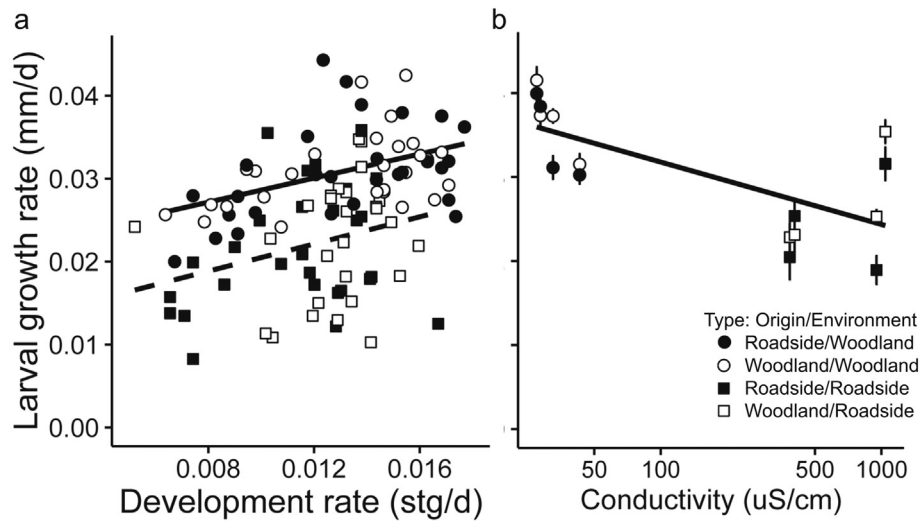 a
b
Larval growth rate (mm/d)
0.04
0.03
0.02
0.01
0.00
0.008 0.012 0.016
Development rate (stg/d)
50 100 500 1000
Conductivity (uS/cm)
Type: Origin/Environment
Roadside/Woodland
Woodland/Woodland
Roadside/Roadside
Woodland/Roadside